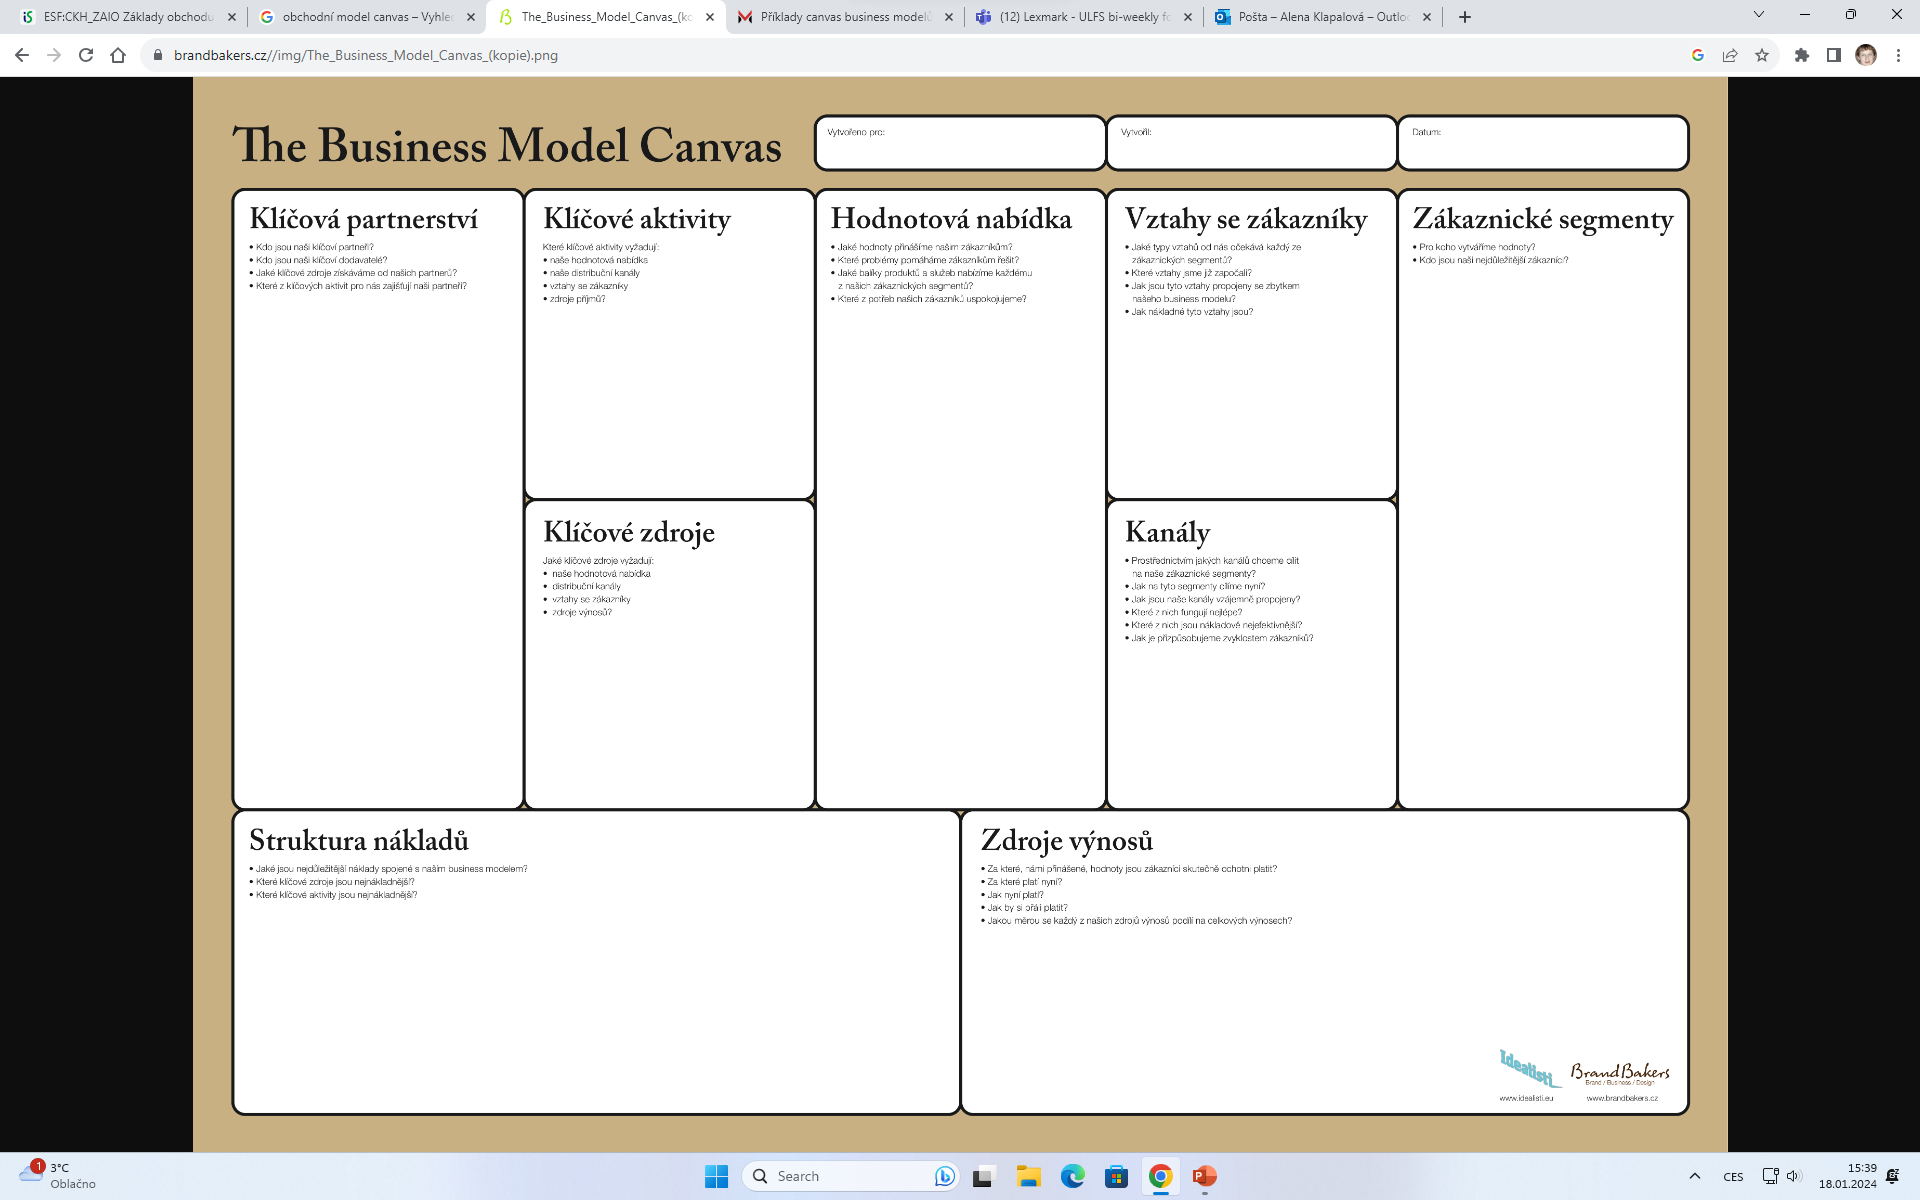 ESF:CKH_ZAIO Základy obchodu
obchodní model canvas – Vyhle
The_Business_Model_Canvas_(ko
Příklady canvas business modelů
(12) Lexmark - ULFS bi-weekly fo
Pošta – Alena Klapalová – Outlo
brandbakers.cz//img/The_Business_Model_Canvas_(kopie).png
The Business Model Canvas
Vytvořeno pro:
Vytvořil:
Datum:
Klíčová partnerství
• Kdo jsou naši klíčoví partneři?
• Kdo jsou naši klíčoví dodavatelé?
• Jaké klíčové zdroje získáváme od našich partnerů?
• Které z klíčových aktivit pro nás zajišťují naši partneři?
Klíčové aktivity
Které klíčové aktivity vyžadují:
• naše hodnotová nabídka
• naše distribuční kanály
• vztahy se zákazníky
• zdroje příjmů?
Klíčové zdroje
Jaké klíčové zdroje vyžadují:
• naše hodnotová nabídka
• distribuční kanály
• vztahy se zákazníky
• zdroje výnosů?
Hodnotová nabídka
• Jaké hodnoty přinášíme našim zákazníkům?
• Které problémy pomáháme zákazníkům řešit?
• Jaké balíky produktů a služeb nabízíme každému
z našich zákaznických segmentů?
• Které z potřeb našich zákazníků uspokojujeme?
Vztahy se zákazníky
• Jaké typy vztahů od nás očekává každý ze
zákaznických segmentů?
• Které vztahy jsme již započali?
• Jak jsou tyto vztahy propojeny se zbytkem
našeho business modelu?
• Jak nákladné tyto vztahy jsou?
Kanály
• Prostřednictvím jakých kanálů chceme cílit
na naše zákaznické segmenty?
• Jak na tyto segmenty cílíme nyní?
• Jak jsou naše kanály vzájemně propojeny?
• Které z nich fungují nejlépe?
• Které z nich jsou nákladově nejefektivnější?
• Jak je přizpůsobujeme zvyklostem zákazníků?
Zákaznické segmenty
• Pro koho vytváříme hodnoty?
• Kdo jsou naši nejdůležitější zákazníci?
Struktura nákladů
• Jaké jsou nejdůležitější náklady spojené s naším business modelem?
• Které klíčové zdroje jsou nejnákladnější?
• Které klíčové aktivity jsou nejnákladnější?
Zdroje výnosů
• Za které, námi přinášené, hodnoty jsou zákazníci skutečně ochotni platit?
• Za které platí nyní?
• Jak nyní platí?
• Jak by si přáli platit?
• Jakou měrou se každý z našich zdrojů výnosů podílí na celkových výnosech?
Idealisti
www.idealisti.eu
BrandBakers
Brand / Business / Design
www.brandbakers.cz
1
3°C
Oblačno
Search
CES
15:39
18.01.2024